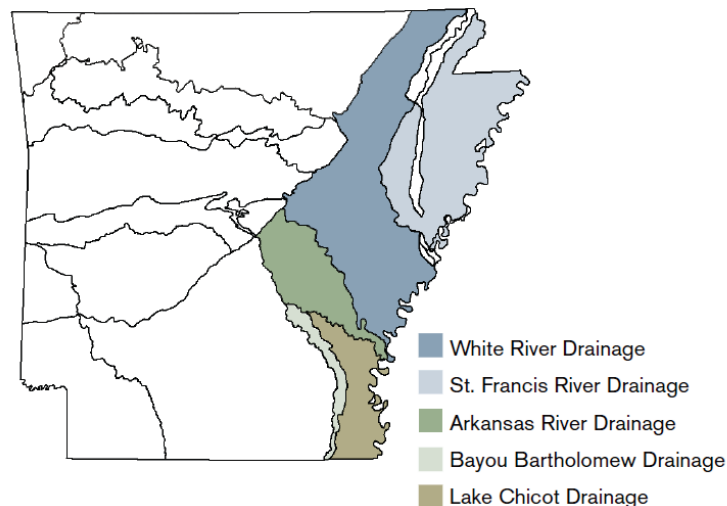 White River Drainage
St. Francis River Drainage
Arkansas River Drainage
Bayou Bartholomew Drainage
Lake Chicot Drainage